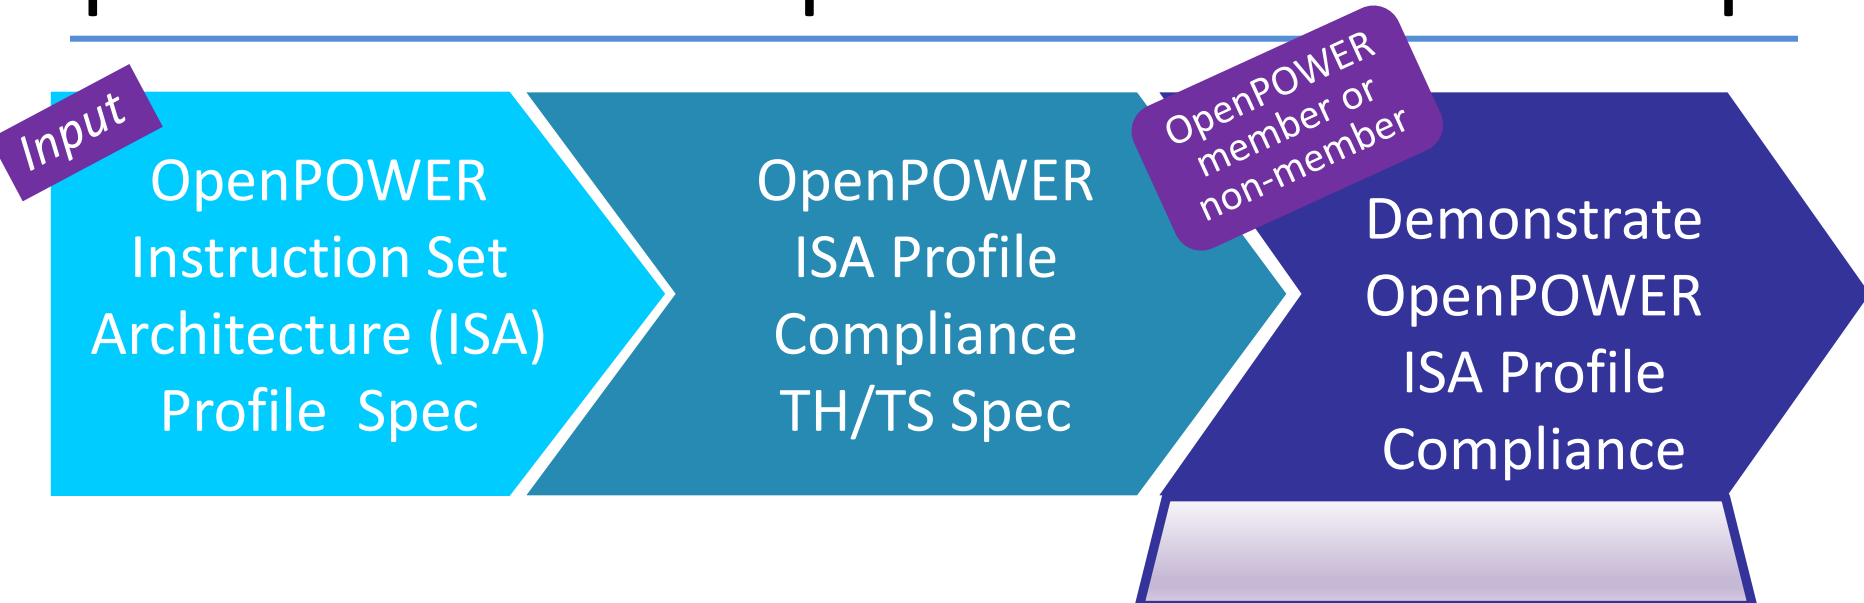 Input
OpenPOWER
Instruction Set
Architecture (ISA)
Profile  Spec
OpenPOWER
ISA Profile
Compliance
TH/TS Spec
OpenPOWER
member or
non-member
Demonstrate
OpenPOWER
ISA Profile
Compliance